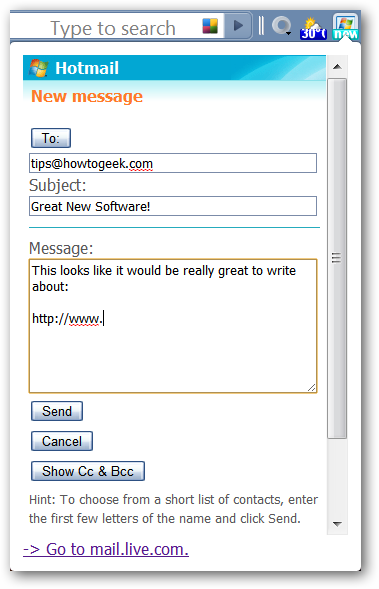 Type to search
30°C
new
Hotmail
New message
To:
tips@howtogeek.com
Subject:
Great New Software!
Message:
This looks like it would be really great to write
about:
http://www.
Send
Cancel
Show Cc & Bcc
Hint: To choose from a short list of contacts, enter
the first few letters of the name and click Send.
-> Go to mail.live.com.